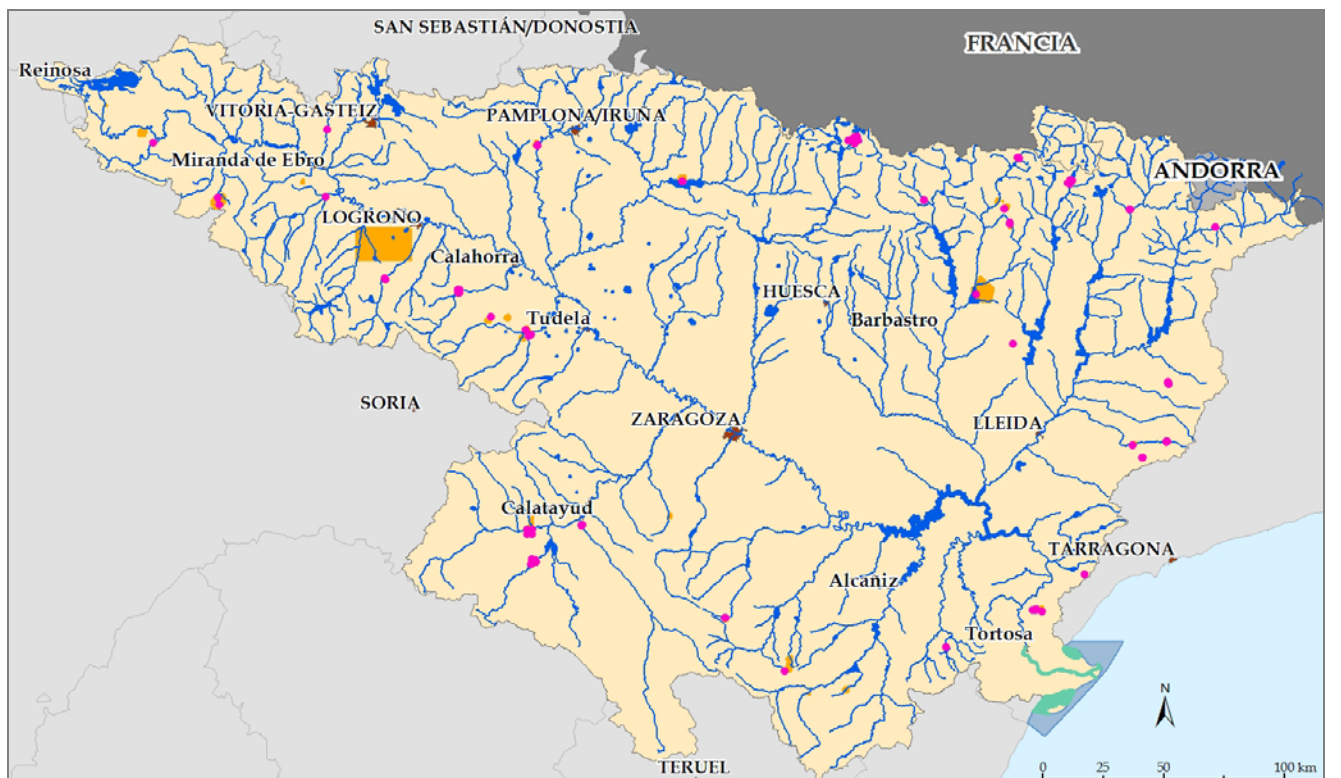 SAN SEBASTIÁN/DONOSTIA
FRANCIA
Reinosa
VITORIA-GASTEIZ
PAMPLONA/IRUÑA
Miranda de Ebro
ANDORRA
LOGROÑO
Calahorra
HUESCA
Tudela
Barbastro
SORIA
ZARAGOZA
LLEIDA
Calatayud
TARRAGONA
Alcañiz
Tortosa
N
TERUEL
0 25 50 100 km